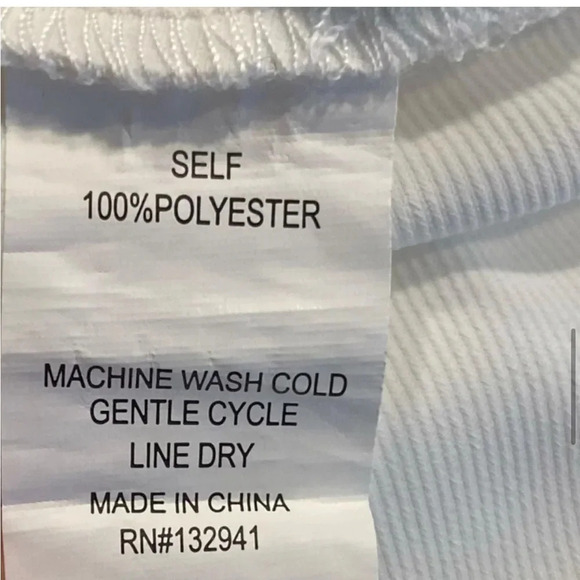 SELF
100%POLYESTER
MACHINE WASH COLD
GENTLE CYCLE
LINE DRY
MADE IN CHINA
RN#132941